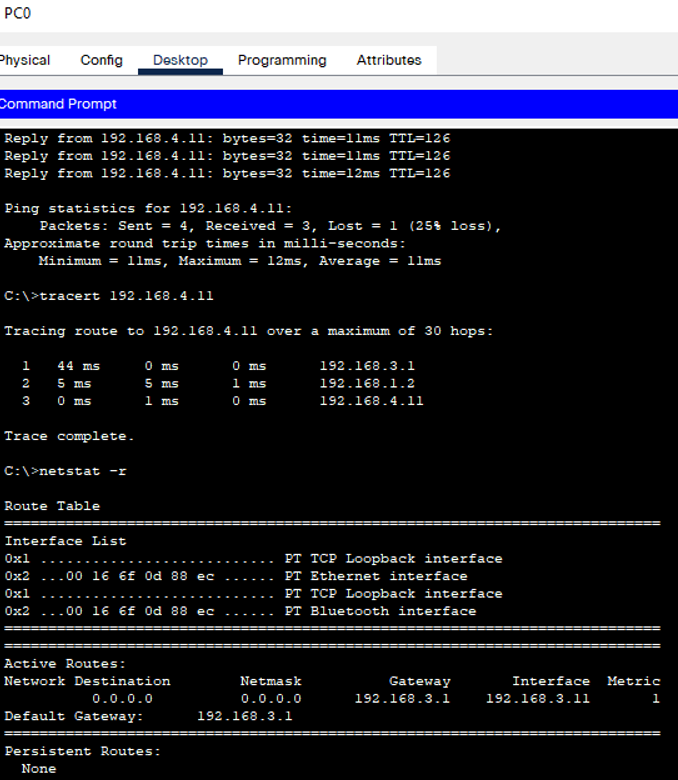 PC0
Physical Config Desktop Programming Attributes
Command Prompt
Reply from 192.168.4.11: bytes=32 time=11ms TTL=126
Reply from 192.168.4.11: bytes=32 time=11ms TTL=126
Reply from 192.168.4.11: bytes=32 time=12ms TTL=126
Ping statistics for 192.168.4.11:
Packets: Sent = 4, Received = 3, Lost = 1 (25% loss),
Approximate round trip times in milli-seconds:
Minimum = 11ms, Maximum = 12ms, Average = 11ms
C:\>tracert 192.168.4.11
Tracing route to 192.168.4.11 over a maximum of 30 hops:
1 44 ms 0 ms 0 ms 192.168.3.1
2 5 ms 5 ms 1 ms 192.168.1.2
3 0 ms 1 ms 0 ms 192.168.4.11
Trace complete.
C:\>netstat -r
Route Table
===========================================================================
Interface List
0x1 ........................... PT TCP Loopback interface
0x2 ...00 16 6f 0d 88 ec ...... PT Ethernet interface
0x1 ........................... PT TCP Loopback interface
0x2 ...00 16 6f 0d 88 ec ...... PT Bluetooth interface
===========================================================================
===========================================================================
Active Routes:
Network Destination Netmask Gateway Interface Metric
0.0.0.0 0.0.0.0 192.168.3.1 192.168.3.11 1
Default Gateway: 192.168.3.1
===========================================================================
Persistent Routes:
None